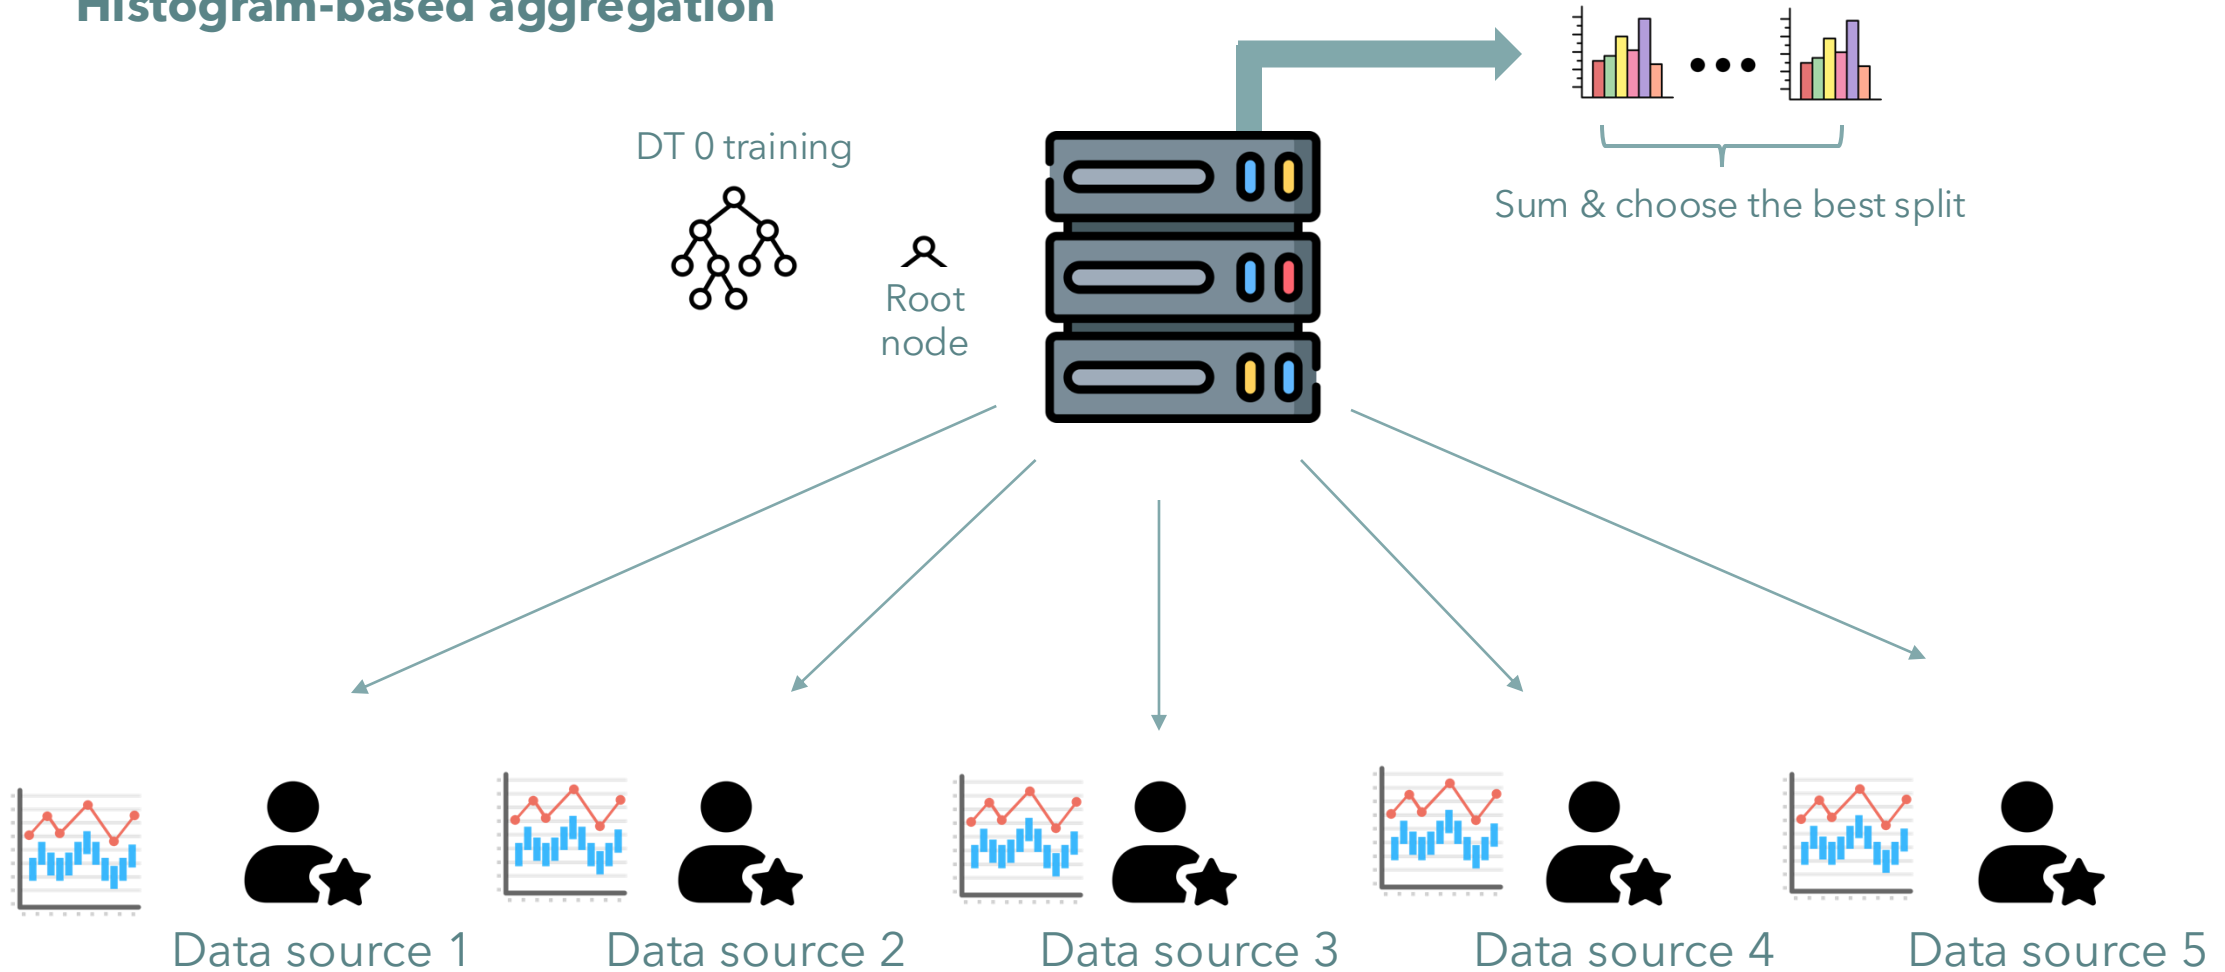 Histogram-based aggregation
DT 0 training
Root
node
Sum & choose the best split
Data source 1
Data source 2
Data source 3
Data source 4
Data source 5